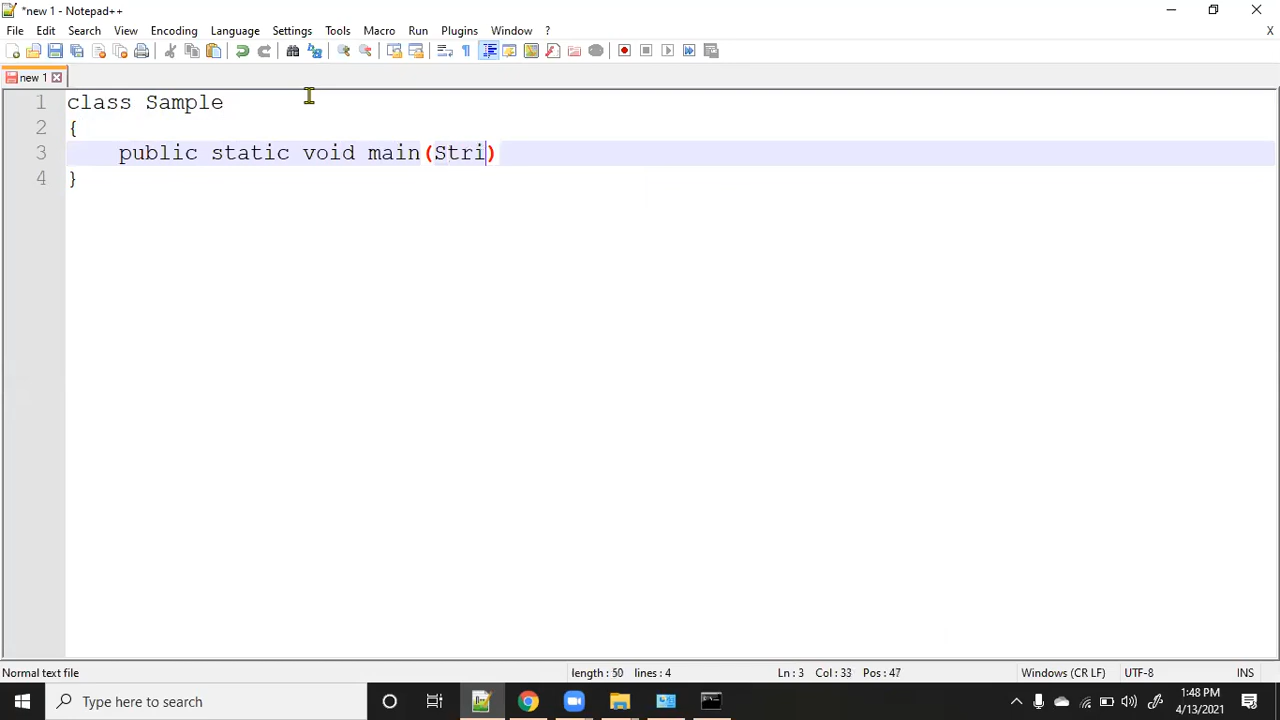 *new 1 - Notepad++
File Edit Search View Encoding Language Settings Tools Macro Run Plugins Window ? X
new 1
1 class Sample
2 {
3 public static void main(Stri)
4 }
Normal text file length : 50 lines : 4 Ln : 3 Col : 33 Pos : 47 Windows (CR LF) UTF-8 INS
Type here to search
1:48 PM
4/13/2021